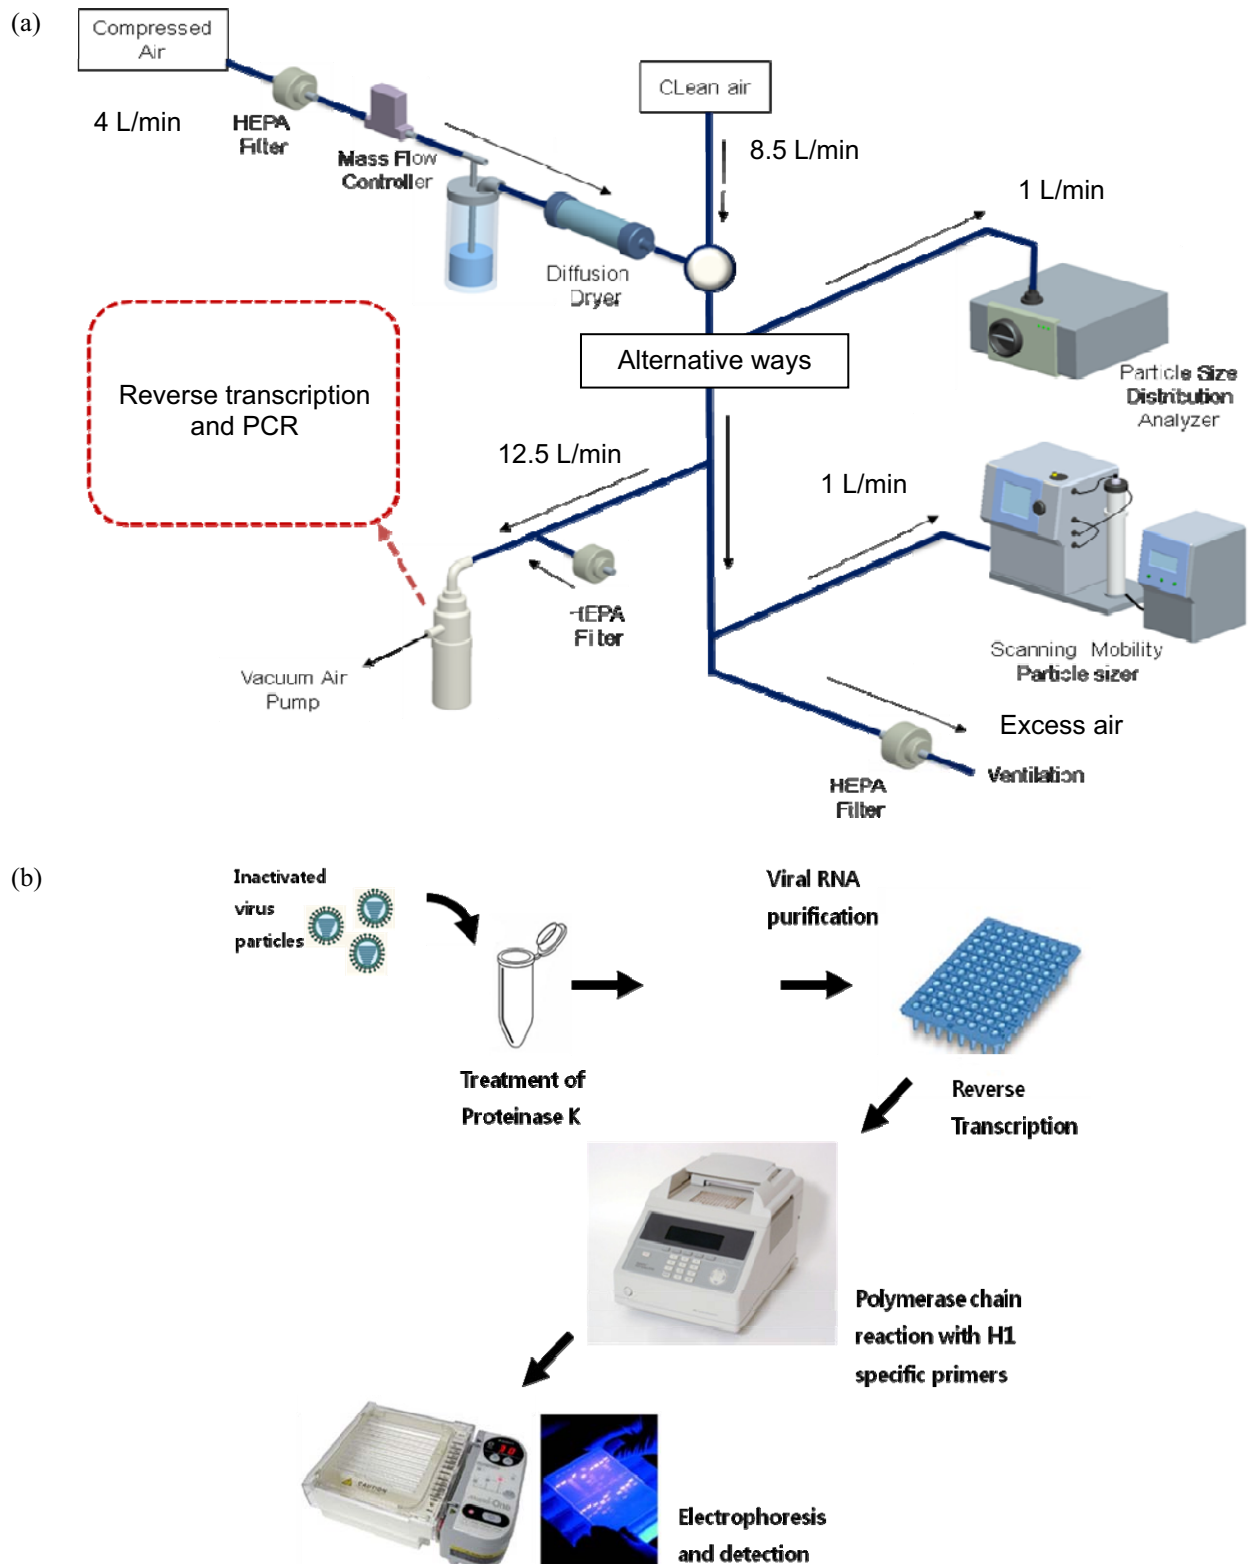 (a)
Compressed
Air
4 L/min
HEPA
Filter
Mass Flow
Controller
CLean air
8.5 L/min
1 L/min
Diffusion
Dryer
Alternative ways
Particle Size
Distribution
Analyzer
Reverse transcription
and PCR
12.5 L/min
1 L/min
HEPA
Filter
Scanning Mobility
Particle sizer
Vacuum Air
Pump
Excess air
Ventilation
HEPA
Filter
(b)
Inactivated
virus
particles
Viral RNA
purification
Treatment of
Proteinase K
Reverse
Transcription
Polymerase chain
reaction with H1
specific primers
CAUTION
Electrophoresis
and detection